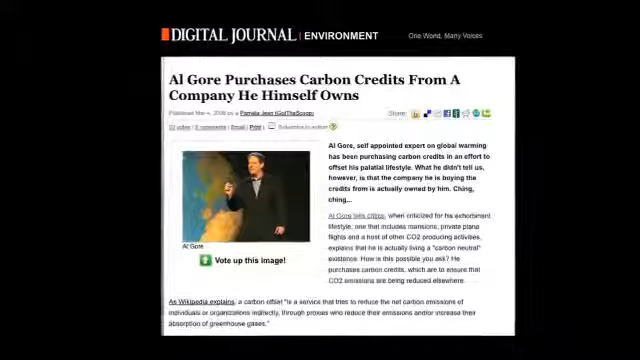 DIGITAL JOURNAL | ENVIRONMENT
One World, Many Voices
Al Gore Purchases Carbon Credits From A
Company He Himself Owns
Share:
Al Gore, self appointed expert on global warming
has been purchasing carbon credits in an effort to
offset his palatial lifestyle. What he didn't tell us,
however, is that the company he is buying the
credits from is actually owned by him. Ching,
ching...
Al Gore tells critics, when criticized for his exhorbitant
lifestyle, one that includes mansions, private plane
flights and a host of other CO2 producing activities,
explains that he is actually living a "carbon neutral"
existence. How is this possible you ask? He
purchases carbon credits, which are to ensure that
CO2 emissions are being reduced elsewhere.
Al Gore
Vote up this image!
As Wikipedia explains, a carbon offset "is a service that tries to reduce the net carbon emissions of
individuals or organizations indirectly, through proxies who reduce their emissions and/or increase their
absorption of greenhouse gases."